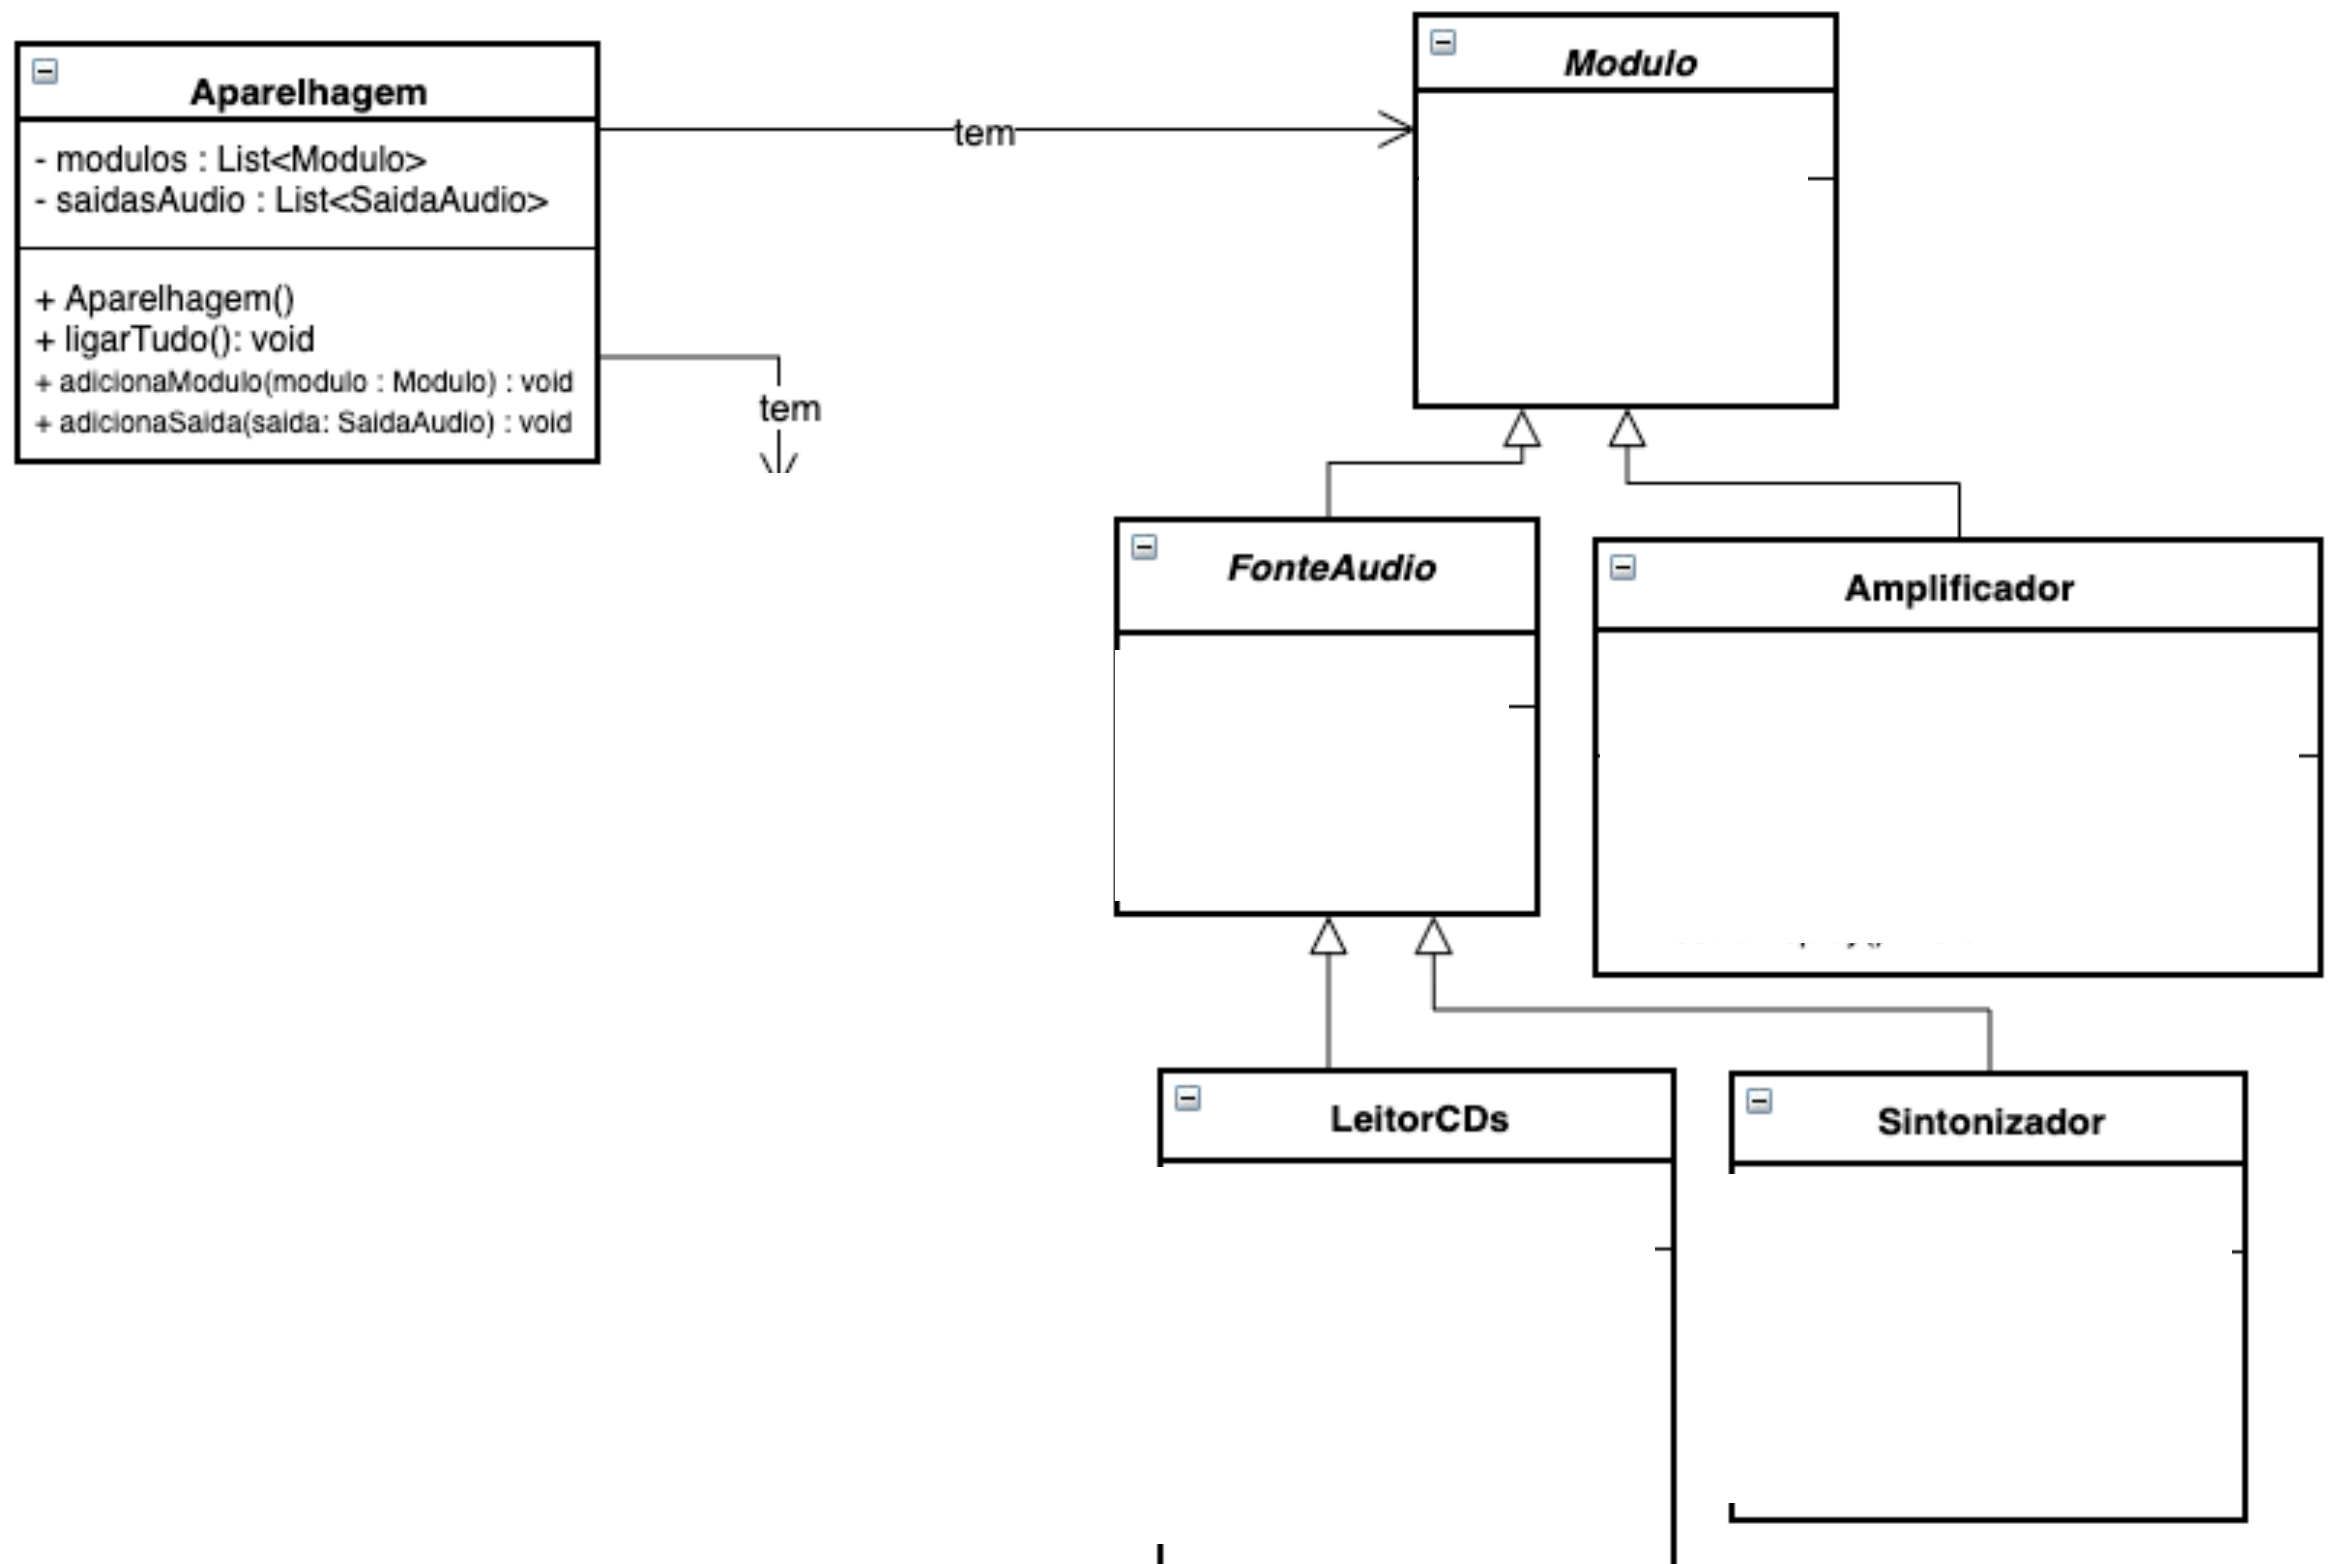 Aparelhagem
- modulos : List<Modulo>
- saidasAudio : List<SaidaAudio>
+ Aparelhagem()
+ ligarTudo(): void
+ adicionaModulo(modulo : Modulo) : void
+ adicionaSaida(saida: SaidaAudio) : void
tem
tem
Modulo
FonteAudio
Amplificador
LeitorCDs
Sintonizador